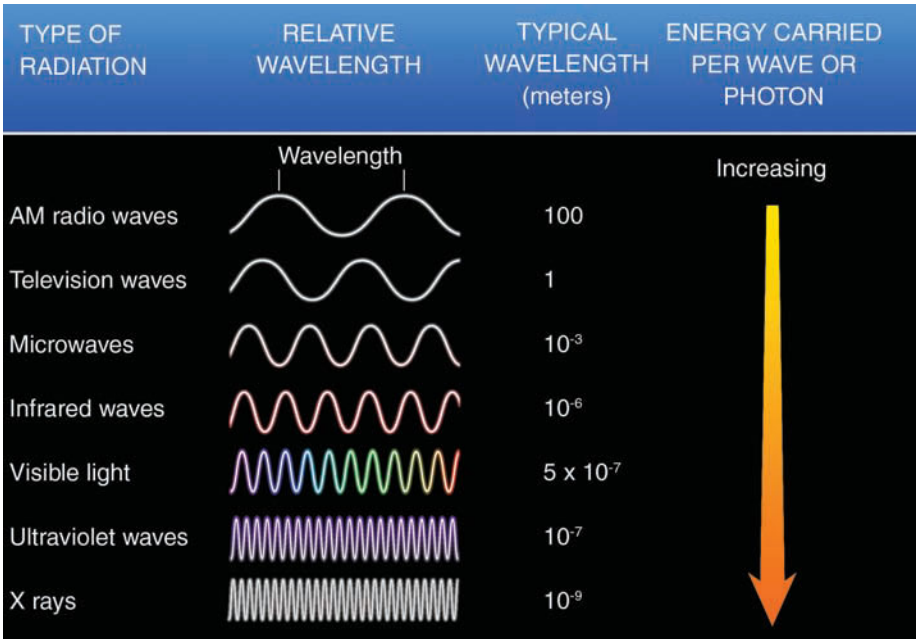 TYPE OF
RADIATION
RELATIVE
WAVELENGTH
TYPICAL
WAVELENGTH
(meters)
ENERGY CARRIED
PER WAVE OR
PHOTON
Wavelength
Increasing
AM radio waves 100
Television waves 1
Microwaves 10⁻³
Infrared waves 10⁻⁶
Visible light 5 x 10⁻⁷
Ultraviolet waves 10⁻⁷
X rays 10⁻⁹